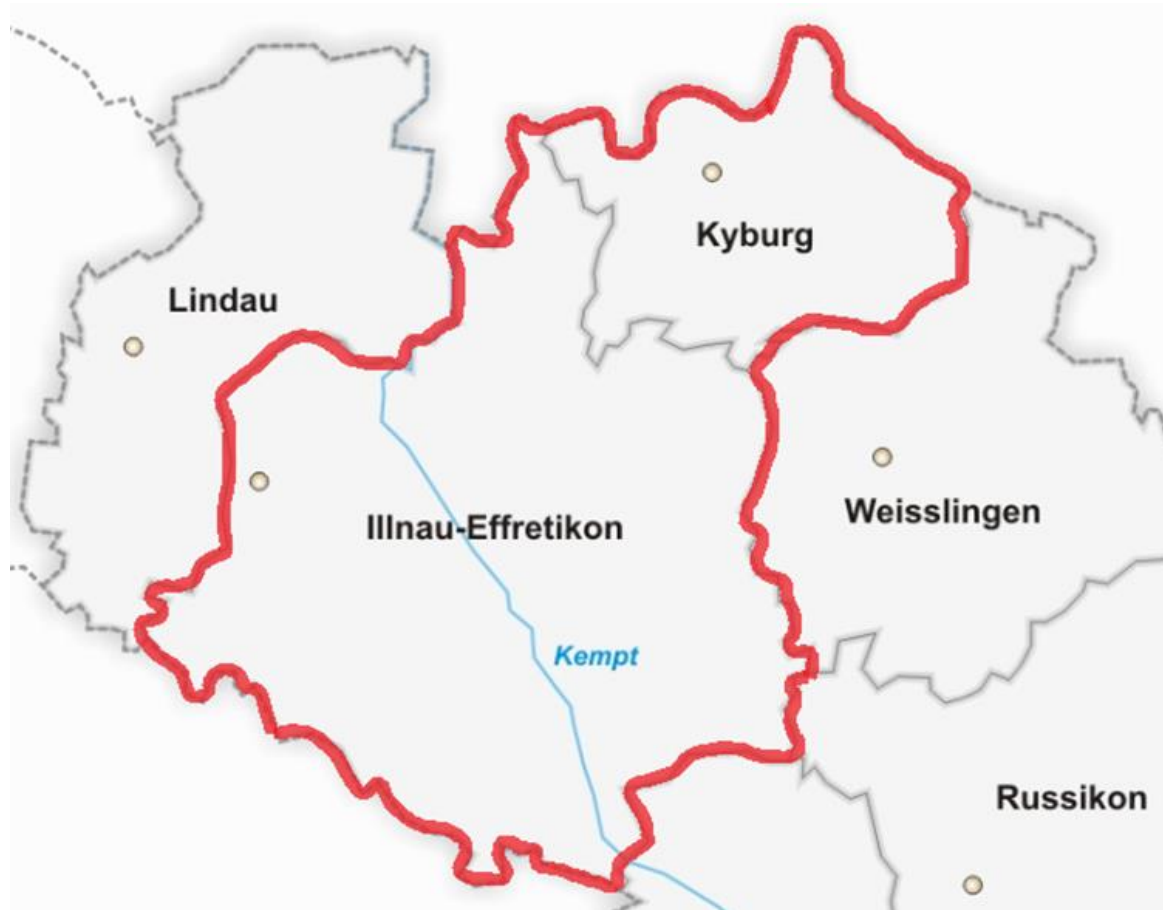 Kyburg
Lindau
Weisslingen
Illnau-Effretikon
Kempt
Russikon